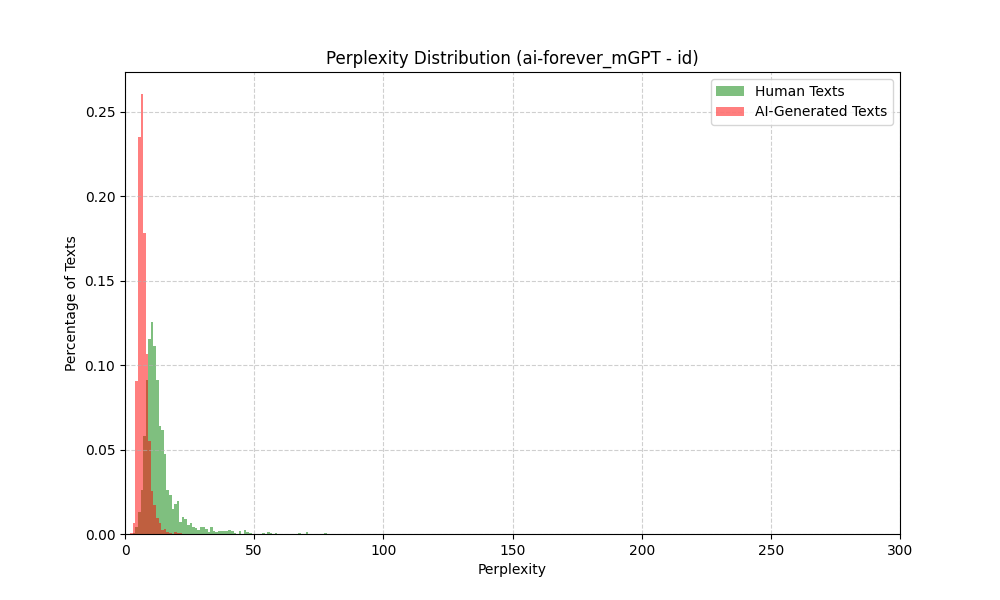 Perplexity Distribution (ai-forever_mGPT - id)
Human Texts
AI-Generated Texts
Percentage of Texts
0.25
0.20
0.15
0.10
0.05
0.00
0 50 100 150 200 250 300
Perplexity